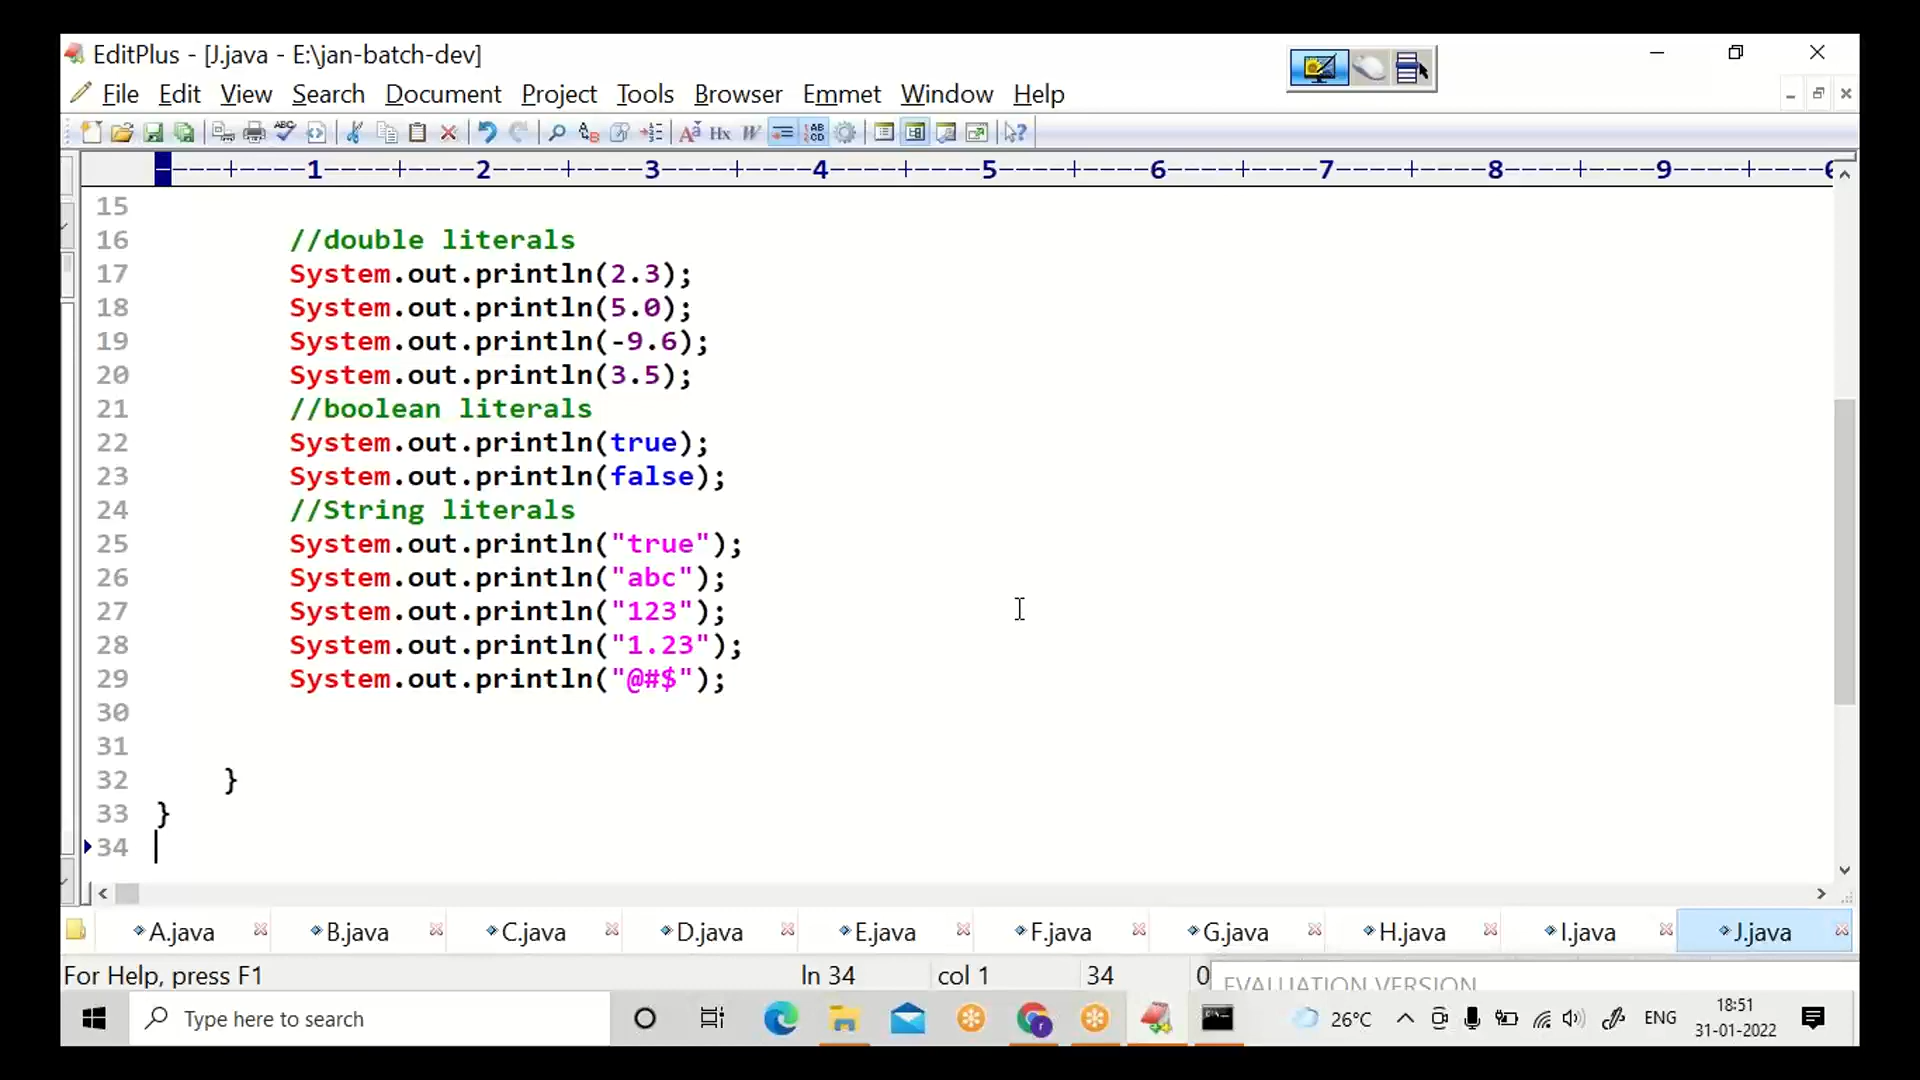 EditPlus - [J.java - E:\jan-batch-dev]
File Edit View Search Document Project Tools Browser Emmet Window Help
----+----1----+----2----+----3----+----4----+----5----+----6----+----7----+----8----+----9----+----
15
16 //double literals
17 System.out.println(2.3);
18 System.out.println(5.0);
19 System.out.println(-9.6);
20 System.out.println(3.5);
21 //boolean literals
22 System.out.println(true);
23 System.out.println(false);
24 //String literals
25 System.out.println("true");
26 System.out.println("abc");
27 System.out.println("123");
28 System.out.println("1.23");
29 System.out.println("@#$");
30
31
32 }
33 }
34
A.java B.java C.java D.java E.java F.java G.java H.java I.java J.java
For Help, press F1 ln 34 col 1 34 0 EVALUATION VERSION
Type here to search 26°C ENG 18:51
31-01-2022